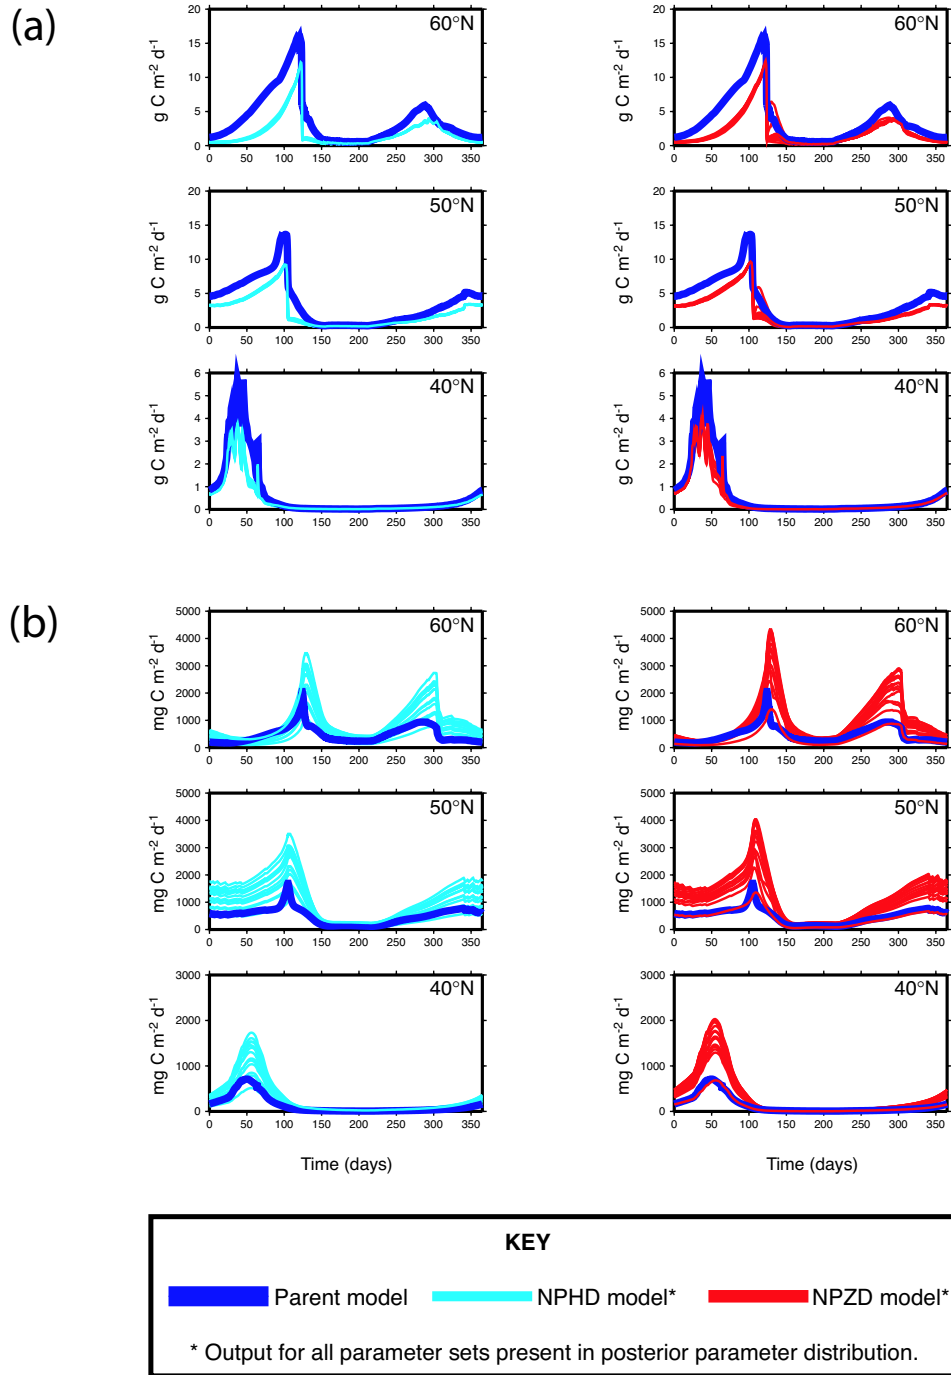 (a)
60°N
60°N
g C m-2 d-1
g C m-2 d-1
20
15
10
5
0
0 50 100 150 200 250 300 350
20
15
10
5
0
0 50 100 150 200 250 300 350
50°N
50°N
g C m-2 d-1
g C m-2 d-1
20
15
10
5
0
0 50 100 150 200 250 300 350
20
15
10
5
0
0 50 100 150 200 250 300 350
40°N
40°N
g C m-2 d-1
g C m-2 d-1
6
5
4
3
2
1
0
0 50 100 150 200 250 300 350
6
5
4
3
2
1
0
0 50 100 150 200 250 300 350
(b)
60°N
60°N
mg C m-2 d-1
mg C m-2 d-1
5000
4000
3000
2000
1000
0
0 50 100 150 200 250 300 350
5000
4000
3000
2000
1000
0
0 50 100 150 200 250 300 350
50°N
50°N
mg C m-2 d-1
mg C m-2 d-1
5000
4000
3000
2000
1000
0
0 50 100 150 200 250 300 350
5000
4000
3000
2000
1000
0
0 50 100 150 200 250 300 350
40°N
40°N
mg C m-2 d-1
mg C m-2 d-1
3000
2000
1000
0
0 50 100 150 200 250 300 350
3000
2000
1000
0
0 50 100 150 200 250 300 350
Time (days)
Time (days)
KEY
Parent model
NPHD model*
NPZD model*
* Output for all parameter sets present in posterior parameter distribution.